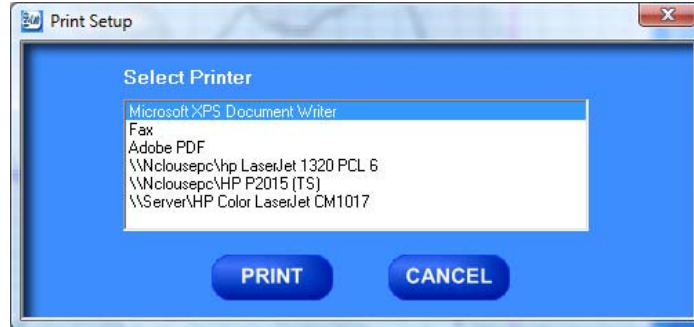 Print Setup
Select Printer
Microsoft XPS Document Writer
Fax
Adobe PDF
\\Nclousepc\hp LaserJet 1320 PCL 6
\\Nclousepc\HP P2015 (TS)
\\Server\HP Color LaserJet CM1017
PRINT CANCEL